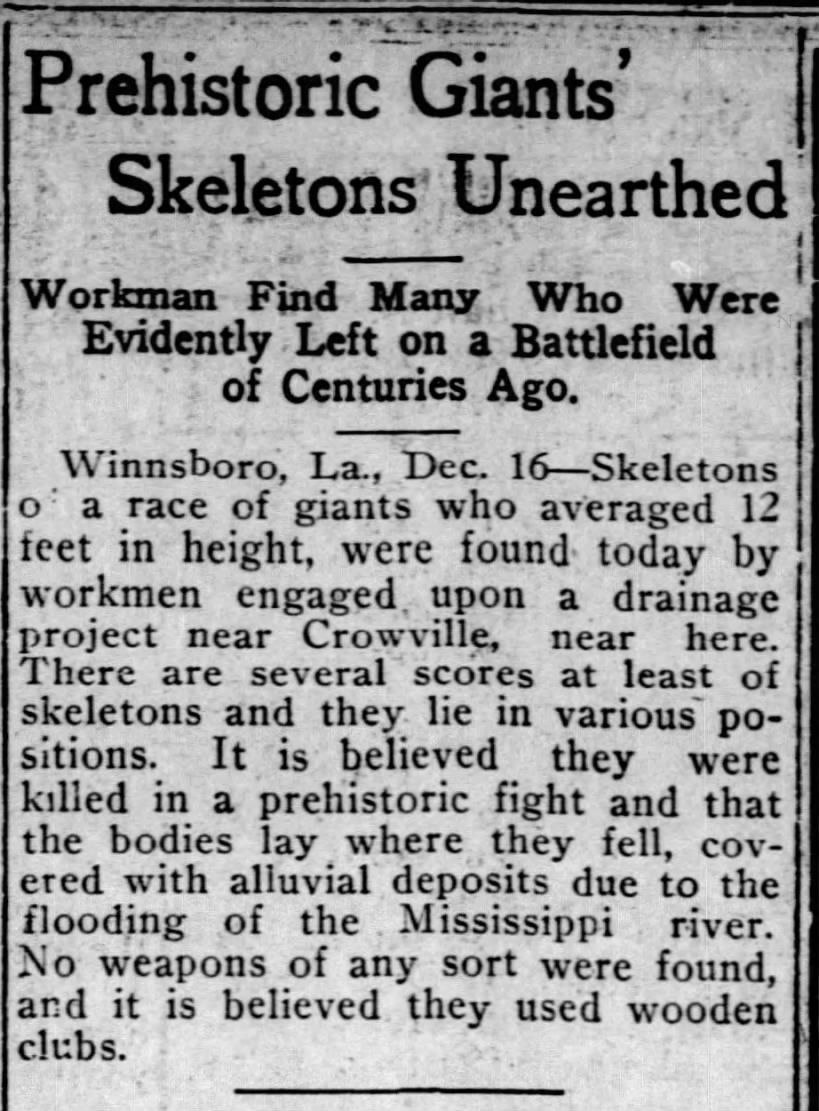 Prehistoric Giants'
Skeletons Unearthed
Workman Find Many Who Were
Evidently Left on a Battlefield
of Centuries Ago.
Winnsboro, La., Dec. 16—Skeletons
o a race of giants who averaged 12
feet in height, were found today by
workmen engaged upon a drainage
project near Crowville, near here.
There are several scores at least of
skeletons and they lie in various po-
sitions. It is believed they were
killed in a prehistoric fight and that
the bodies lay where they fell, cov-
ered with alluvial deposits due to the
flooding of the Mississippi river.
No weapons of any sort were found,
and it is believed they used wooden
clubs.